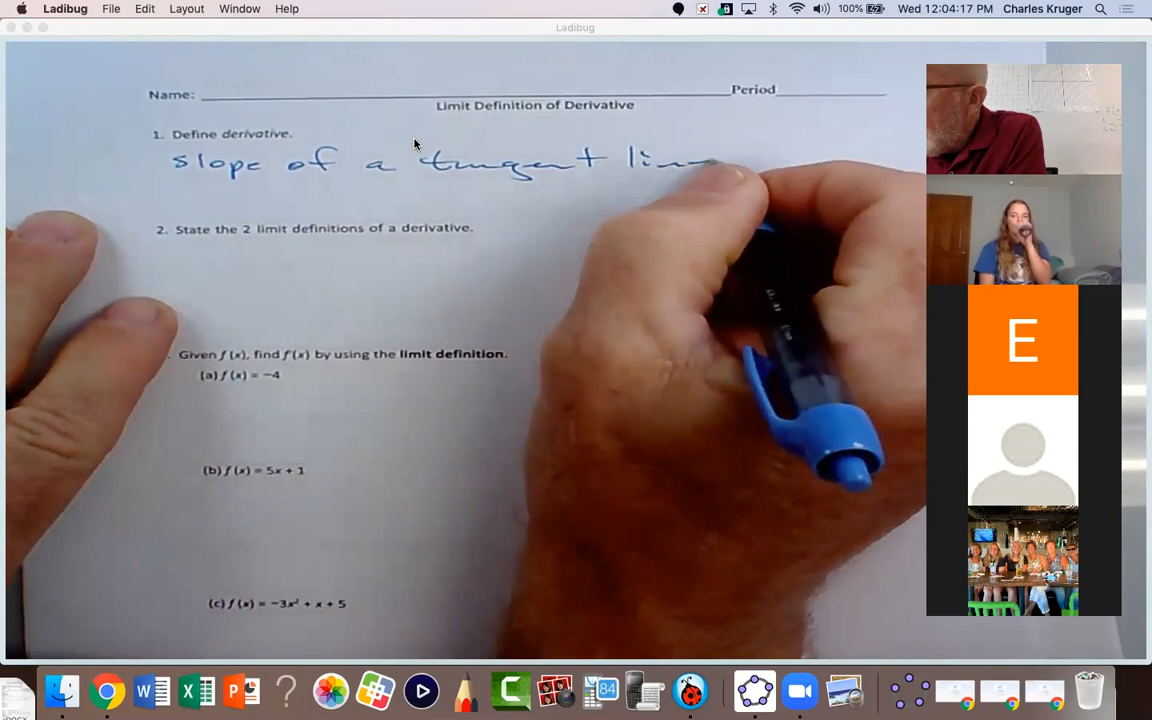 Ladibug File Edit Layout Window Help 100% Wed 12:04:17 PM Charles Kruger
Ladibug
Name: Period
Limit Definition of Derivative
1. Define derivative.
slope of a tangent line
2. State the 2 limit definitions of a derivative.
. Given f (x), find f'(x) by using the limit definition.
(a) f (x) = −4
(b) f (x) = 5x + 1
(c) f (x) = −3x² + x + 5
E
84